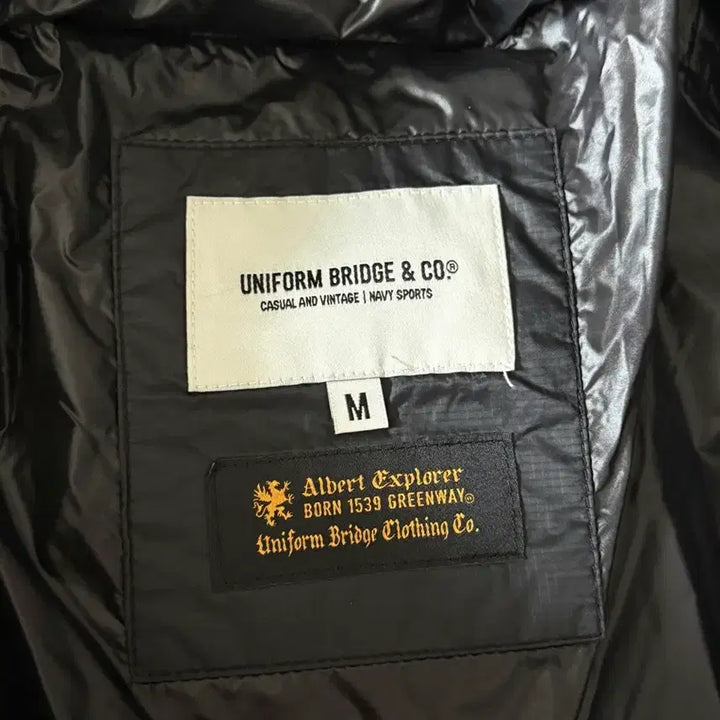 UNIFORM BRIDGE & CO.®
CASUAL AND VINTAGE | NAVY SPORTS
M
Albert Explorer
BORN 1539 GREENWAY
Uniform Bridge Clothing Co.